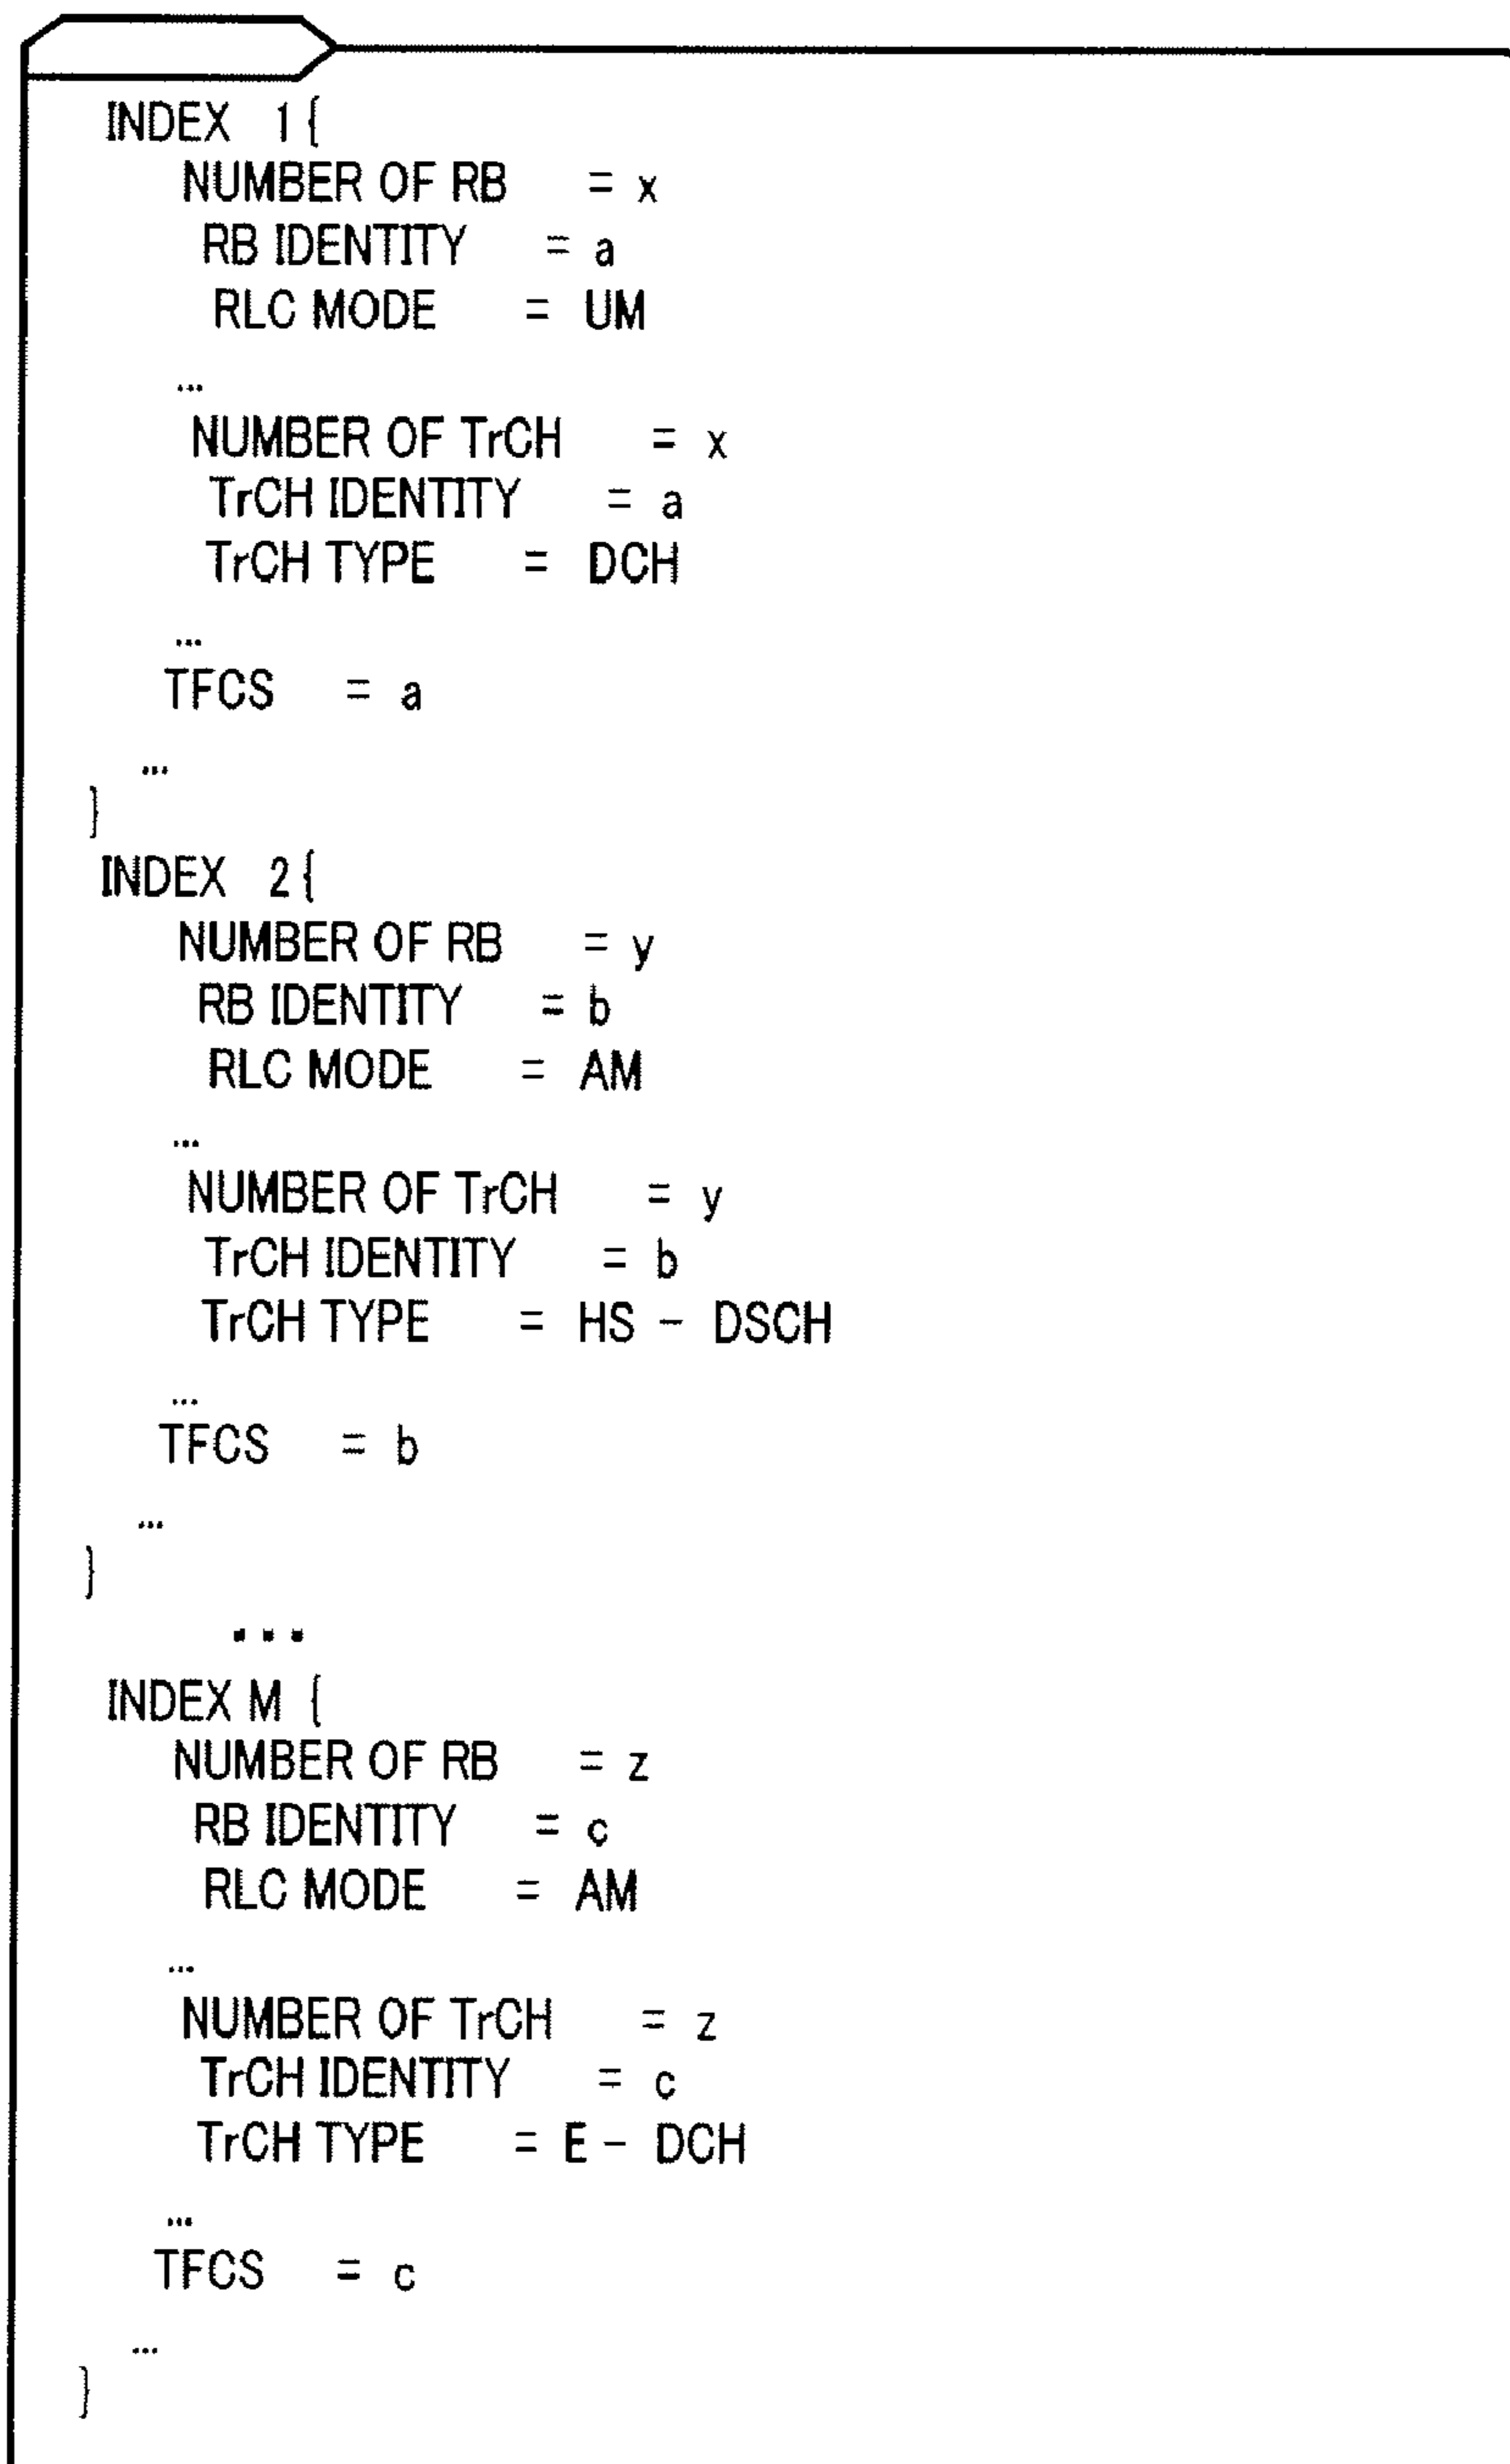 INDEX 1{
NUMBER OF RB = x
RB IDENTITY = a
RLC MODE = UM
...
NUMBER OF TrCH = x
TrCH IDENTITY = a
TrCH TYPE = DCH
...
TFCS = a
...
}
INDEX 2{
NUMBER OF RB = y
RB IDENTITY = b
RLC MODE = AM
...
NUMBER OF TrCH = y
TrCH IDENTITY = b
TrCH TYPE = HS - DSCH
...
TFCS = b
...
}
...
INDEX M {
NUMBER OF RB = z
RB IDENTITY = c
RLC MODE = AM
...
NUMBER OF TrCH = z
TrCH IDENTITY = c
TrCH TYPE = E - DCH
...
TFCS = c
...
}